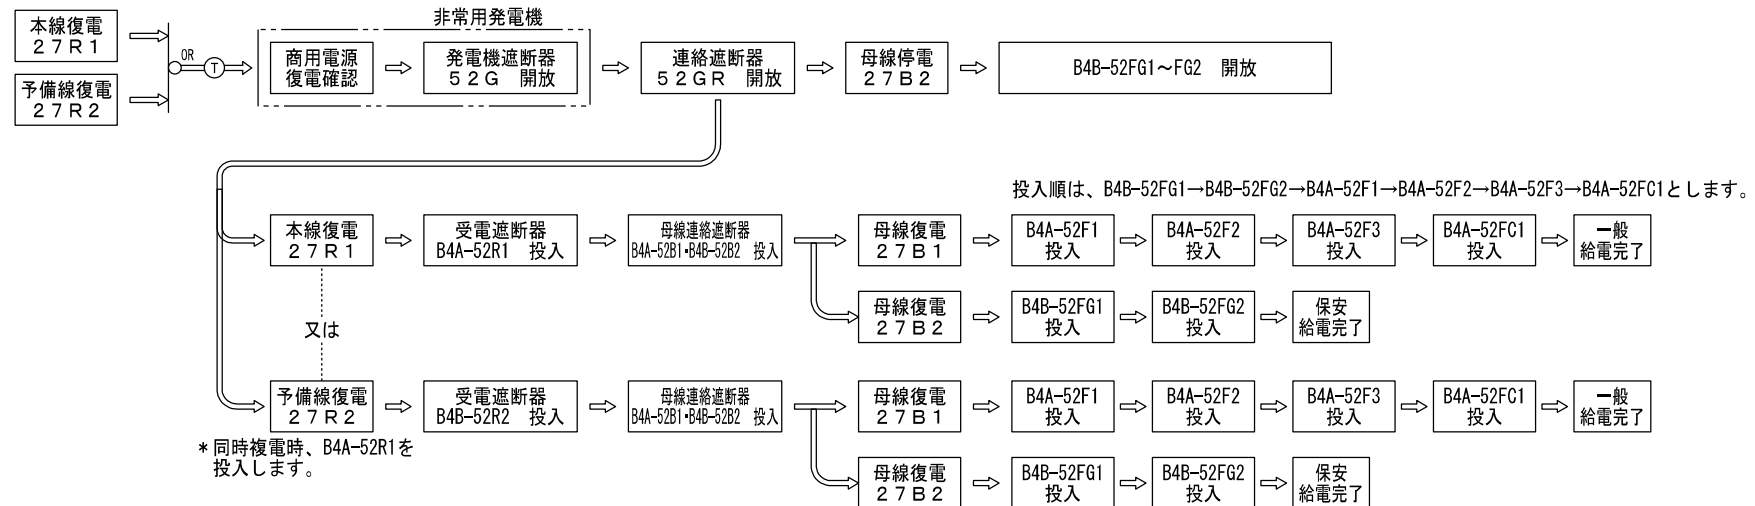 非常用発電機
本線復電
２７Ｒ１
予備線復電
２７Ｒ２
OR
T
商用電源
復電確認
発電機遮断器
５２Ｇ　開放
連絡遮断器
５２ＧＲ　開放
母線停電
２７Ｂ２
B4B-52FG1～FG2　開放
投入順は、B4B-52FG1→B4B-52FG2→B4A-52F1→B4A-52F2→B4A-52F3→B4A-52FC1とします。
本線復電
２７Ｒ１
受電遮断器
B4A-52R1　投入
母線連絡遮断器
B4A-52B1・B4B-52B2　投入
母線復電
２７Ｂ１
B4A-52F1
投入
B4A-52F2
投入
B4A-52F3
投入
B4A-52FC1
投入
一般
給電完了
母線復電
２７Ｂ２
B4B-52FG1
投入
B4B-52FG2
投入
保安
給電完了
又は
予備線復電
２７Ｒ２
受電遮断器
B4B-52R2　投入
母線連絡遮断器
B4A-52B1・B4B-52B2　投入
母線復電
２７Ｂ１
B4A-52F1
投入
B4A-52F2
投入
B4A-52F3
投入
B4A-52FC1
投入
一般
給電完了
＊同時複電時、B4A-52R1を
投入します。
母線復電
２７Ｂ２
B4B-52FG1
投入
B4B-52FG2
投入
保安
給電完了